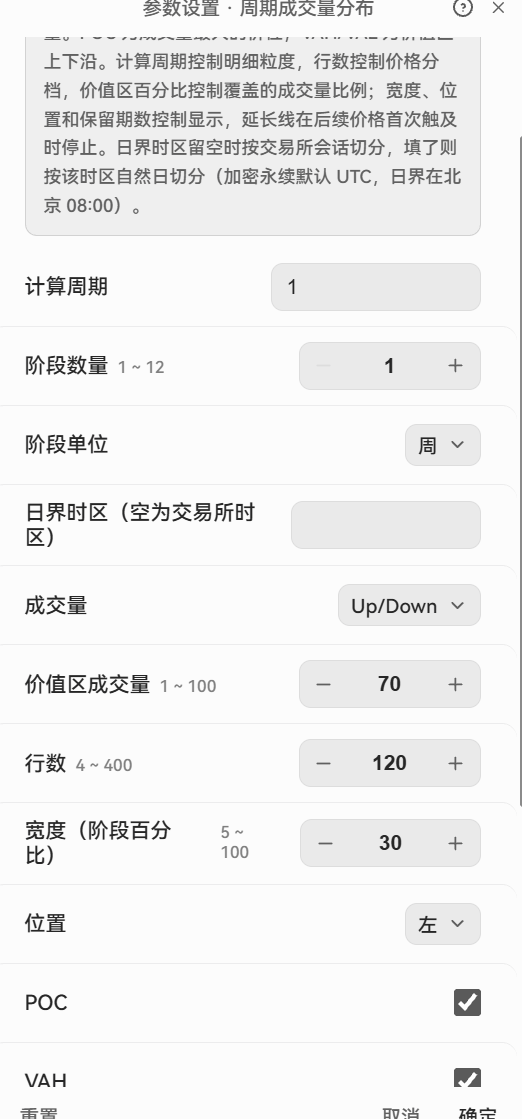 参数设置 · 周期成交量分布
上下沿。计算周期控制明细粒度，行数控制价格分
档，价值区百分比控制覆盖的成交量比例；宽度、位
置和保留期数控制显示，延长线在后续价格首次触及
时停止。日界时区留空时按交易所会话切分，填了则
按该时区自然日切分（加密永续默认 UTC，日界在北
京 08:00）。
计算周期
1
阶段数量 1 ~ 12
1
阶段单位
周
日界时区（空为交易所时
区）
成交量
Up/Down
价值区成交量 1 ~ 100
70
行数 4 ~ 400
120
宽度（阶段百分
比）
5 ~
100
30
位置
左
POC
VAH
重置
取消
确定